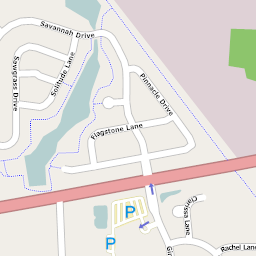 Savannah Drive
Solitude Lane
Sawgrass Drive
Pinnacle Drive
Flagstone Lane
Clarissa Lane
P
P
Rachel Lane